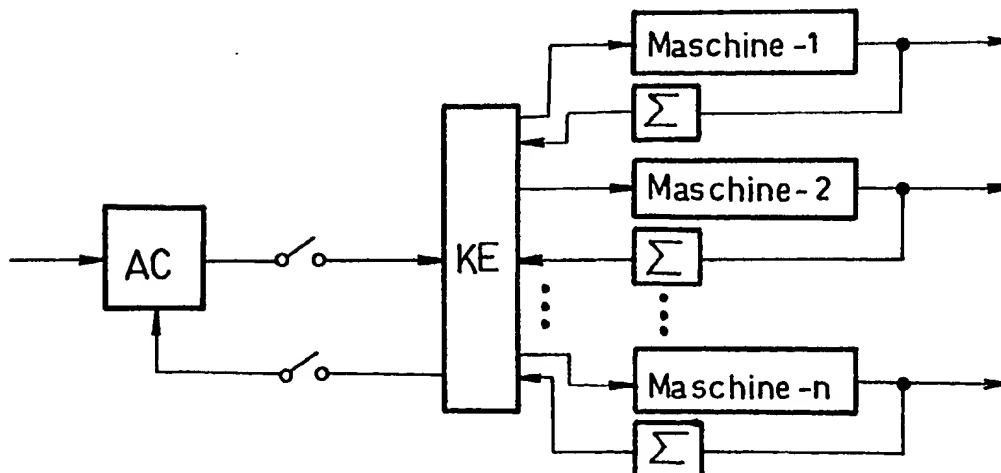 Maschine-1
Σ
Maschine-2
AC
KE
Σ
Maschine-n
Σ